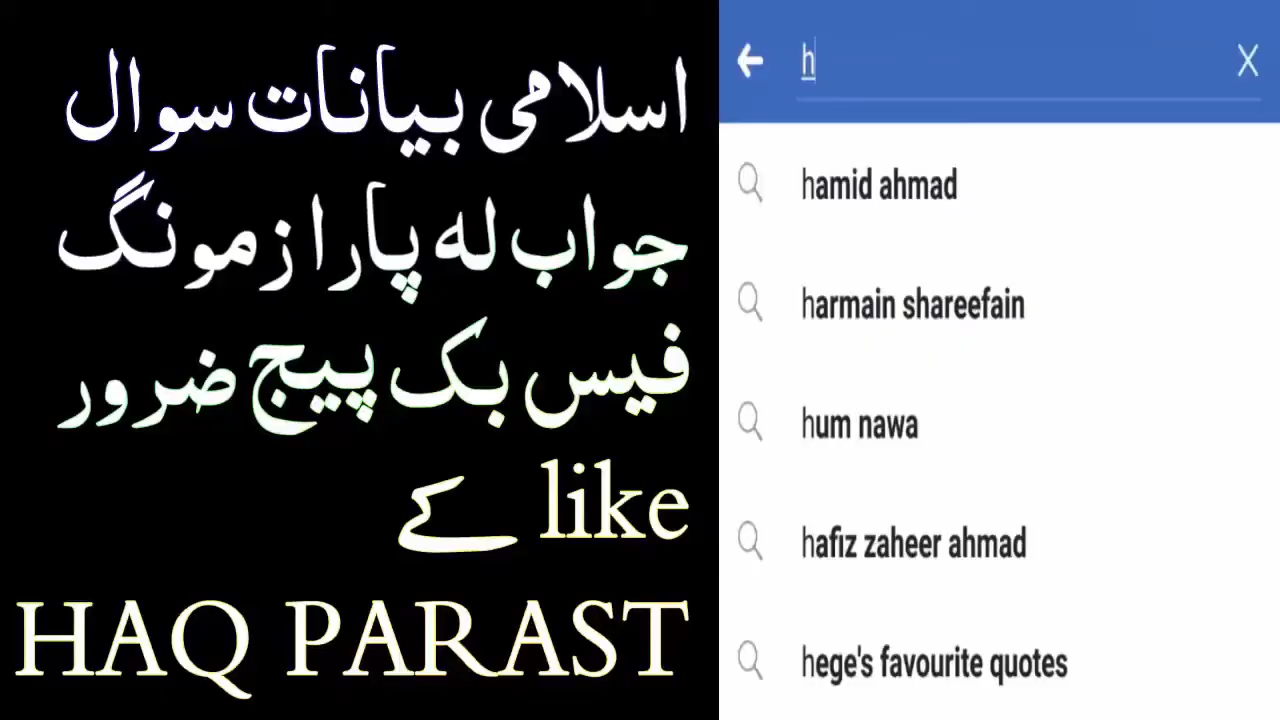 اسلامی بیانات سوال
جواب له پارا زمونگ
فیس بک پیج ضرور
like کے
HAQ PARAST
h
X
hamid ahmad
harmain shareefain
hum nawa
hafiz zaheer ahmad
hege's favourite quotes